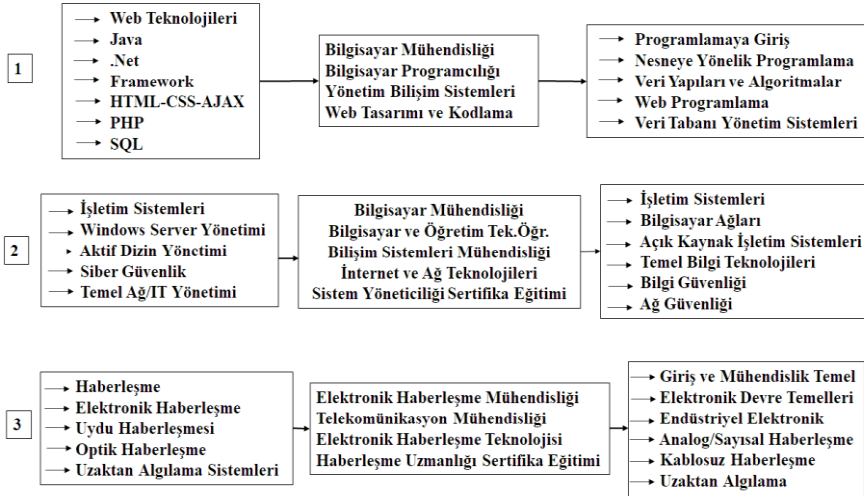 1
Web Teknolojileri
Java
.Net
Framework
HTML-CSS-AJAX
PHP
SQL
Bilgisayar Mühendisliği
Bilgisayar Programcılığı
Yönetim Bilişim Sistemleri
Web Tasarımı ve Kodlama
Programlamaya Giriş
Nesneye Yönelik Programlama
Veri Yapıları ve Algoritmalar
Web Programlama
Veri Tabanı Yönetim Sistemleri
2
İşletim Sistemleri
Windows Server Yönetimi
Aktif Dizin Yönetimi
Siber Güvenlik
Temel Ağ/IT Yönetimi
Bilgisayar Mühendisliği
Bilgisayar ve Öğretim Tek.Öğr.
Bilişim Sistemleri Mühendisliği
İnternet ve Ağ Teknolojileri
Sistem Yöneticiliği Sertifika Eğitimi
İşletim Sistemleri
Bilgisayar Ağları
Açık Kaynak İşletim Sistemleri
Temel Bilgi Teknolojileri
Bilgi Güvenliği
Ağ Güvenliği
3
Haberleşme
Elektronik Haberleşme
Uydu Haberleşmesi
Optik Haberleşme
Uzaktan Algılama Sistemleri
Elektronik Haberleşme Mühendisliği
Telekomünikasyon Mühendisliği
Elektronik Haberleşme Teknolojisi
Haberleşme Uzmanlığı Sertifika Eğitimi
Giriş ve Mühendislik Temel
Elektronik Devre Temelleri
Endüstriyel Elektronik
Analog/Sayısal Haberleşme
Kablosuz Haberleşme
Uzaktan Algılama